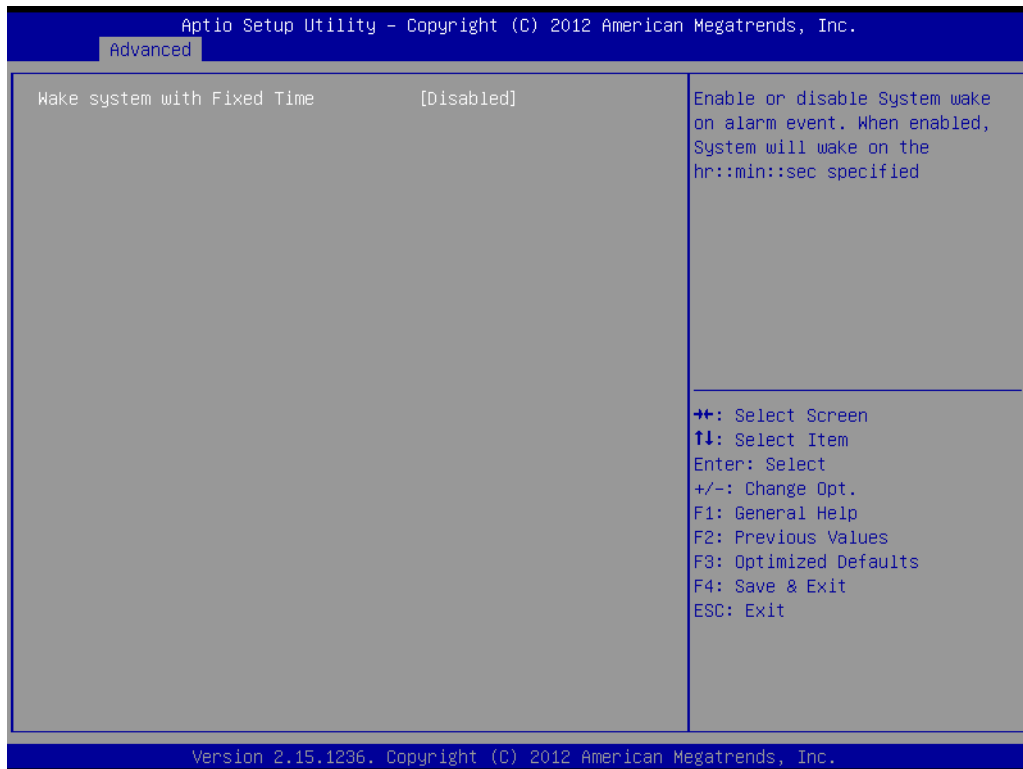 Aptio Setup Utility – Copyright (C) 2012 American Megatrends, Inc.
Advanced
Wake system with Fixed Time [Disabled]
Enable or disable System wake
on alarm event. When enabled,
System will wake on the
hr::min::sec specified
→←: Select Screen
↑↓: Select Item
Enter: Select
+/-: Change Opt.
F1: General Help
F2: Previous Values
F3: Optimized Defaults
F4: Save & Exit
ESC: Exit
Version 2.15.1236. Copyright (C) 2012 American Megatrends, Inc.